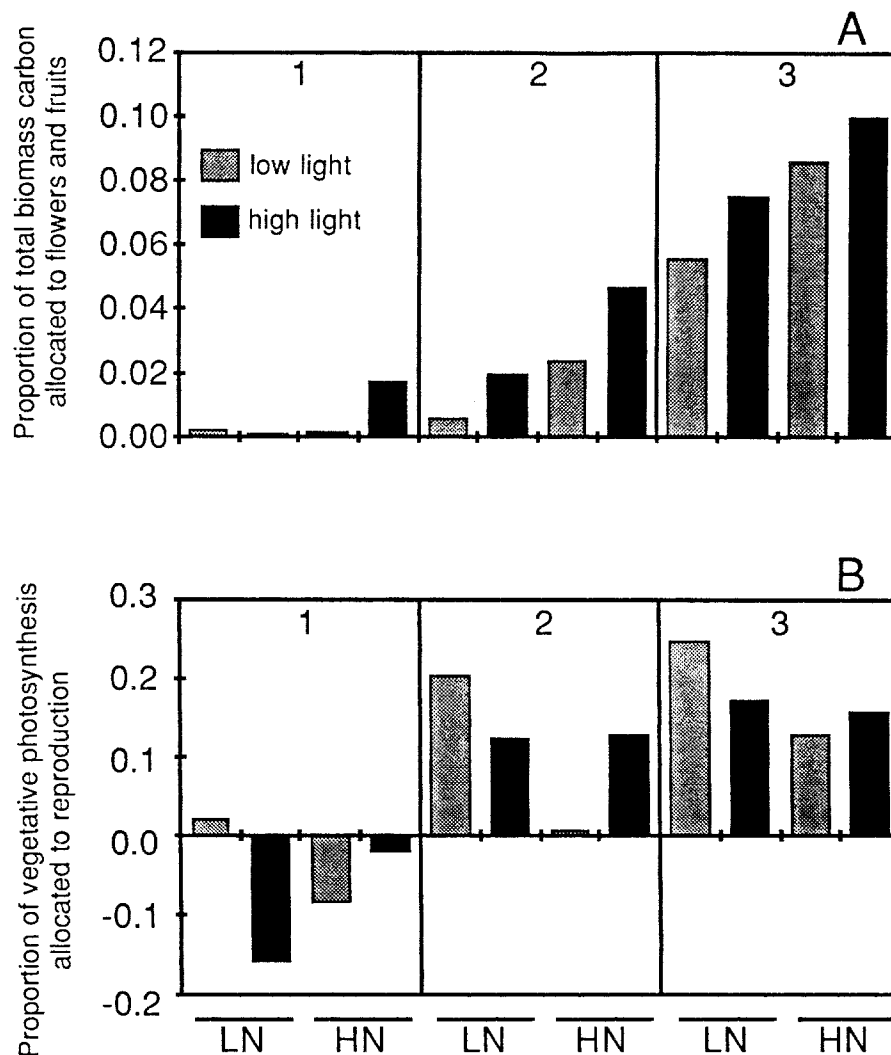 A
Proportion of total biomass carbon
allocated to flowers and fruits
0.12
0.10
0.08
0.06
0.04
0.02
0.00
1
2
3
low light
high light
B
Proportion of vegetative photosynthesis
allocated to reproduction
0.3
0.2
0.1
0.0
-0.1
-0.2
1
2
3
LN
HN
LN
HN
LN
HN